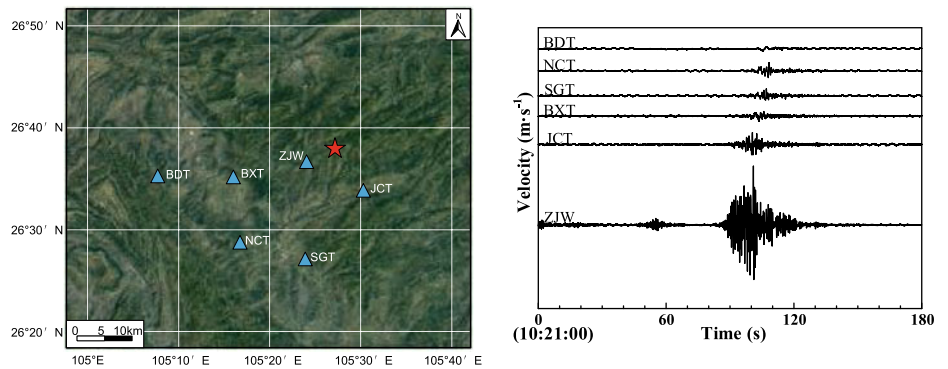 26°50′ N
26°40′ N
26°30′ N
26°20′ N
N
ZJW
BDT
BXT
JCT
NCT
SGT
0 5 10km
105°E 105°10′ E 105°20′ E 105°30′ E 105°40′ E
BDT
NCT
SGT
BXT
JCT
ZJW
Velocity (m·s⁻¹)
0 60 120 180
(10:21:00) Time (s)